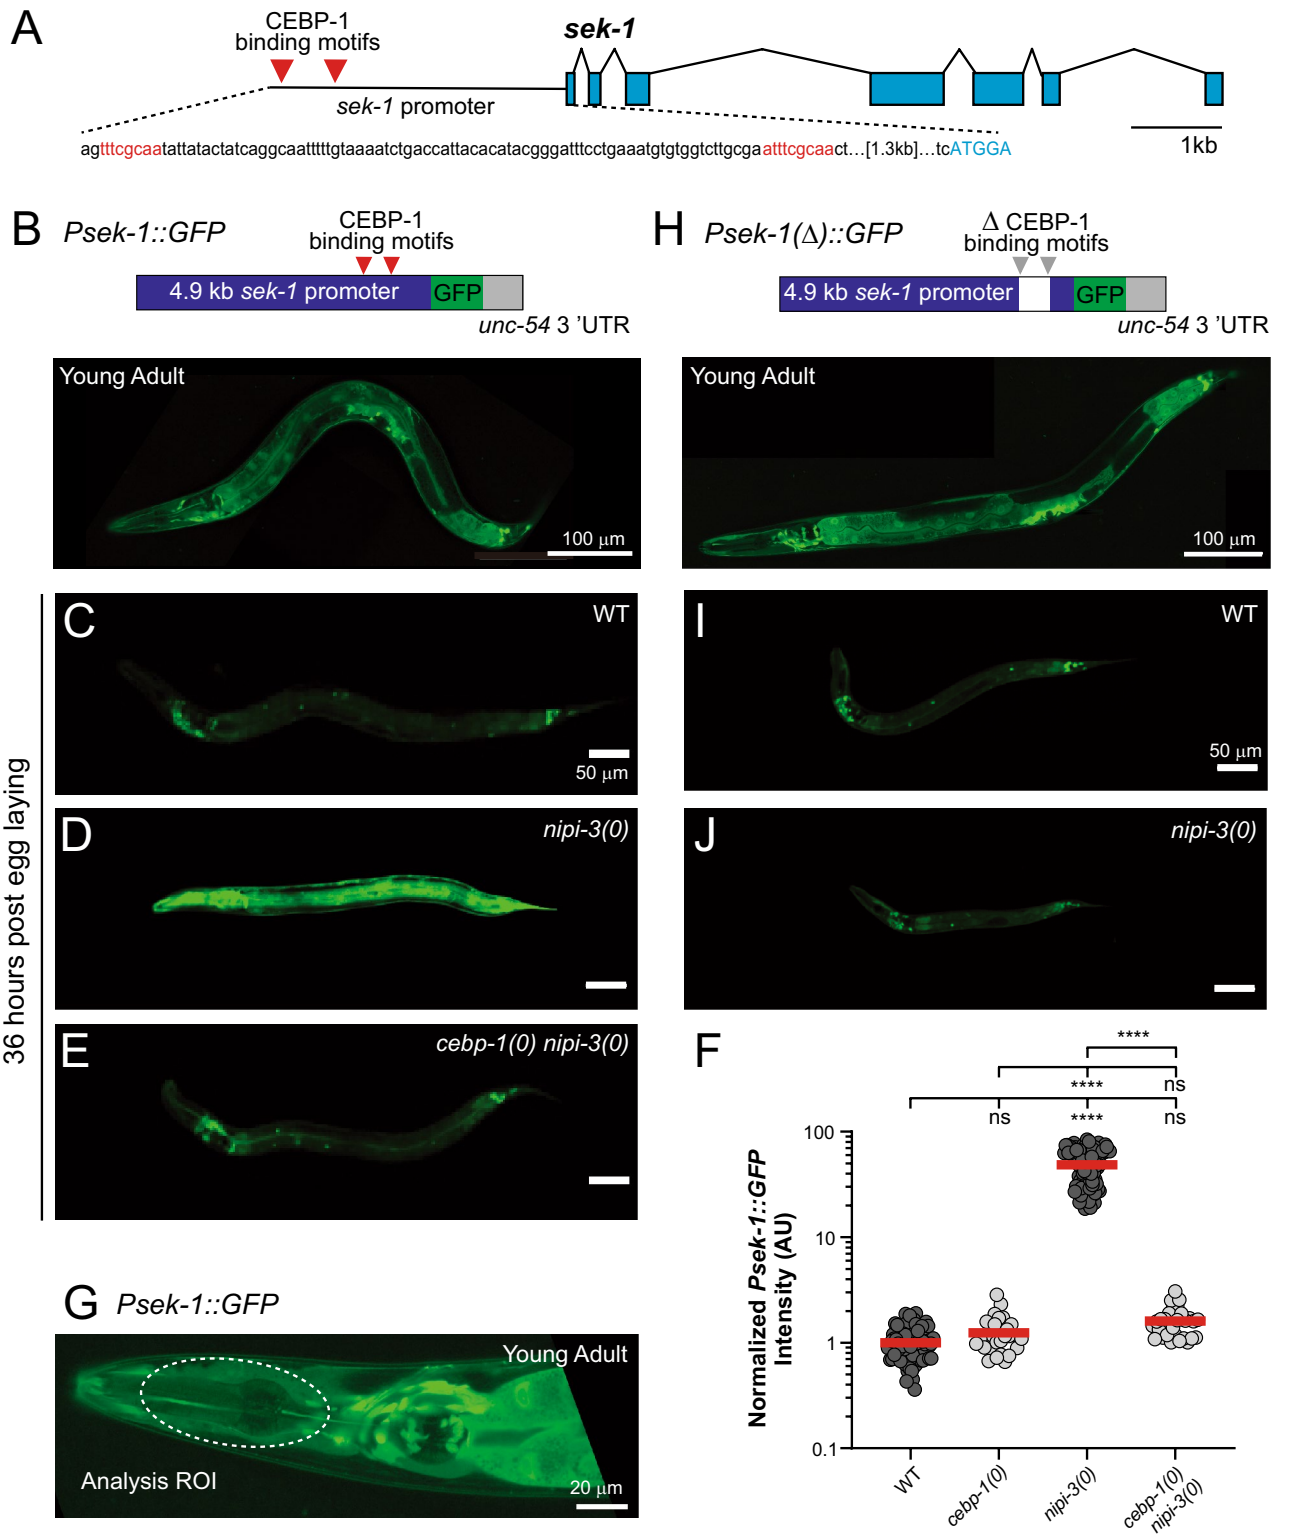 A
CEBP-1
binding motifs
sek-1
sek-1 promoter
agtttcgcaatattatactatcaggcaatttttgtaaaatctgaccattacacatacgggatttcctgaaatgtgtggtcttgcgaatttcgcaact...[1.3kb]...tcATGGA
1kb
B
Psek-1::GFP
CEBP-1
binding motifs
4.9 kb sek-1 promoter
GFP
unc-54 3 'UTR
Young Adult
100 μm
H
Psek-1(Δ)::GFP
Δ CEBP-1
binding motifs
4.9 kb sek-1 promoter
GFP
unc-54 3 'UTR
Young Adult
100 μm
36 hours post egg laying
C
WT
50 μm
D
nipi-3(0)
E
cebp-1(0) nipi-3(0)
I
WT
50 μm
J
nipi-3(0)
F
****
**** ns
ns **** ns
Normalized Psek-1::GFP
Intensity (AU)
100
10
1
0.1
WT
cebp-1(0)
nipi-3(0)
cebp-1(0)
nipi-3(0)
G
Psek-1::GFP
Young Adult
Analysis ROI
20 μm